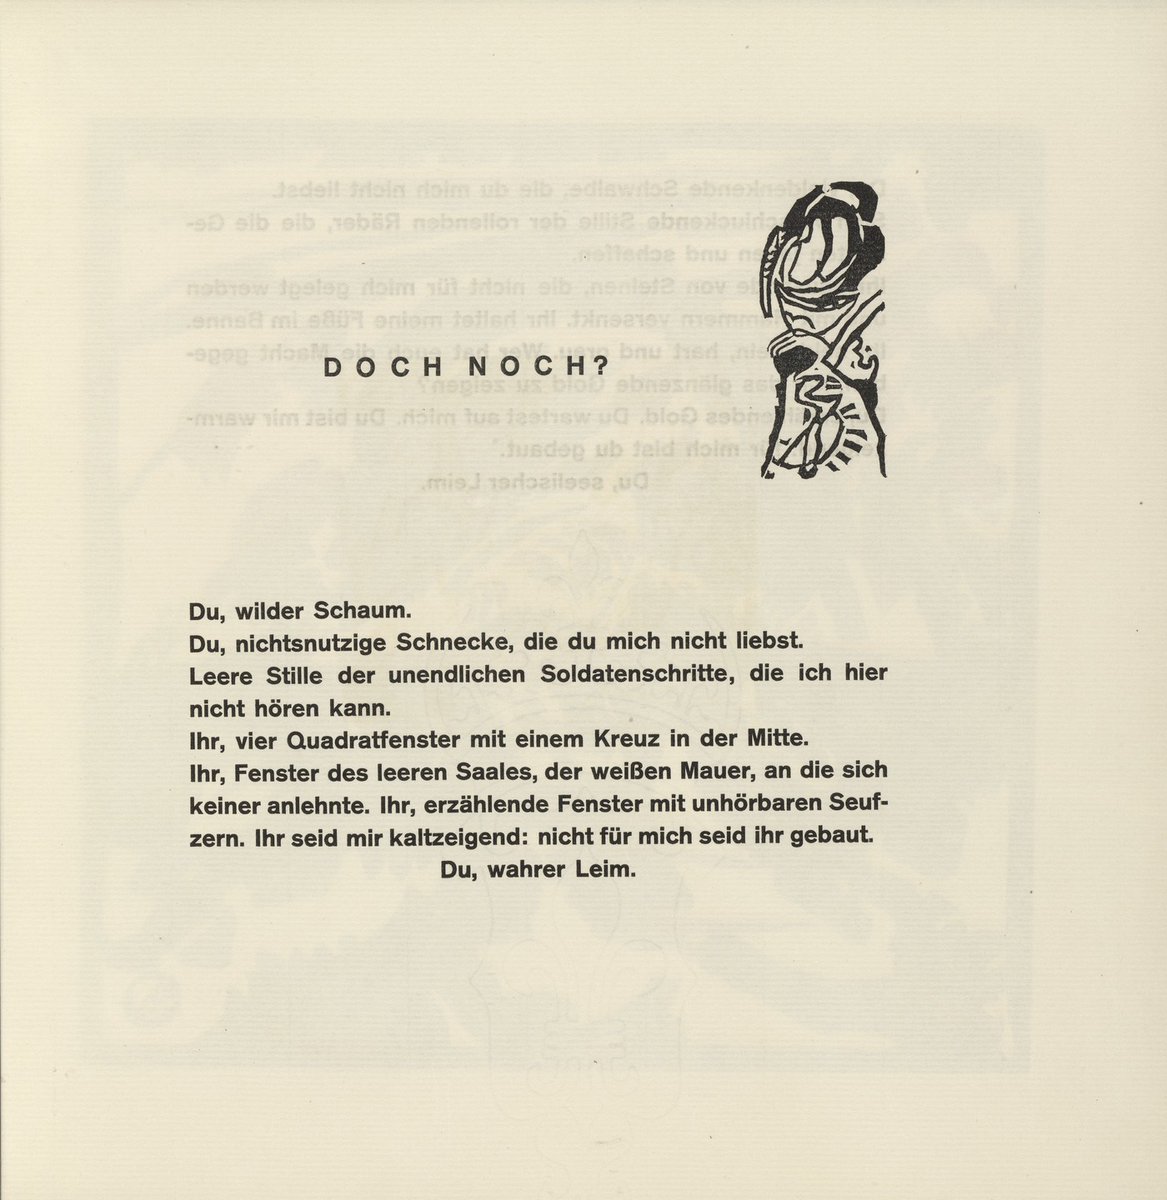 DOCH NOCH?
Du, wilder Schaum.
Du, nichtsnutzige Schnecke, die du mich nicht liebst.
Leere Stille der unendlichen Soldatenschritte, die ich hier
nicht hören kann.
Ihr, vier Quadratfenster mit einem Kreuz in der Mitte.
Ihr, Fenster des leeren Saales, der weißen Mauer, an die sich
keiner anlehnte. Ihr, erzählende Fenster mit unhörbaren Seuf-
zern. Ihr seid mir kaltzeigend: nicht für mich seid ihr gebaut.
Du, wahrer Leim.